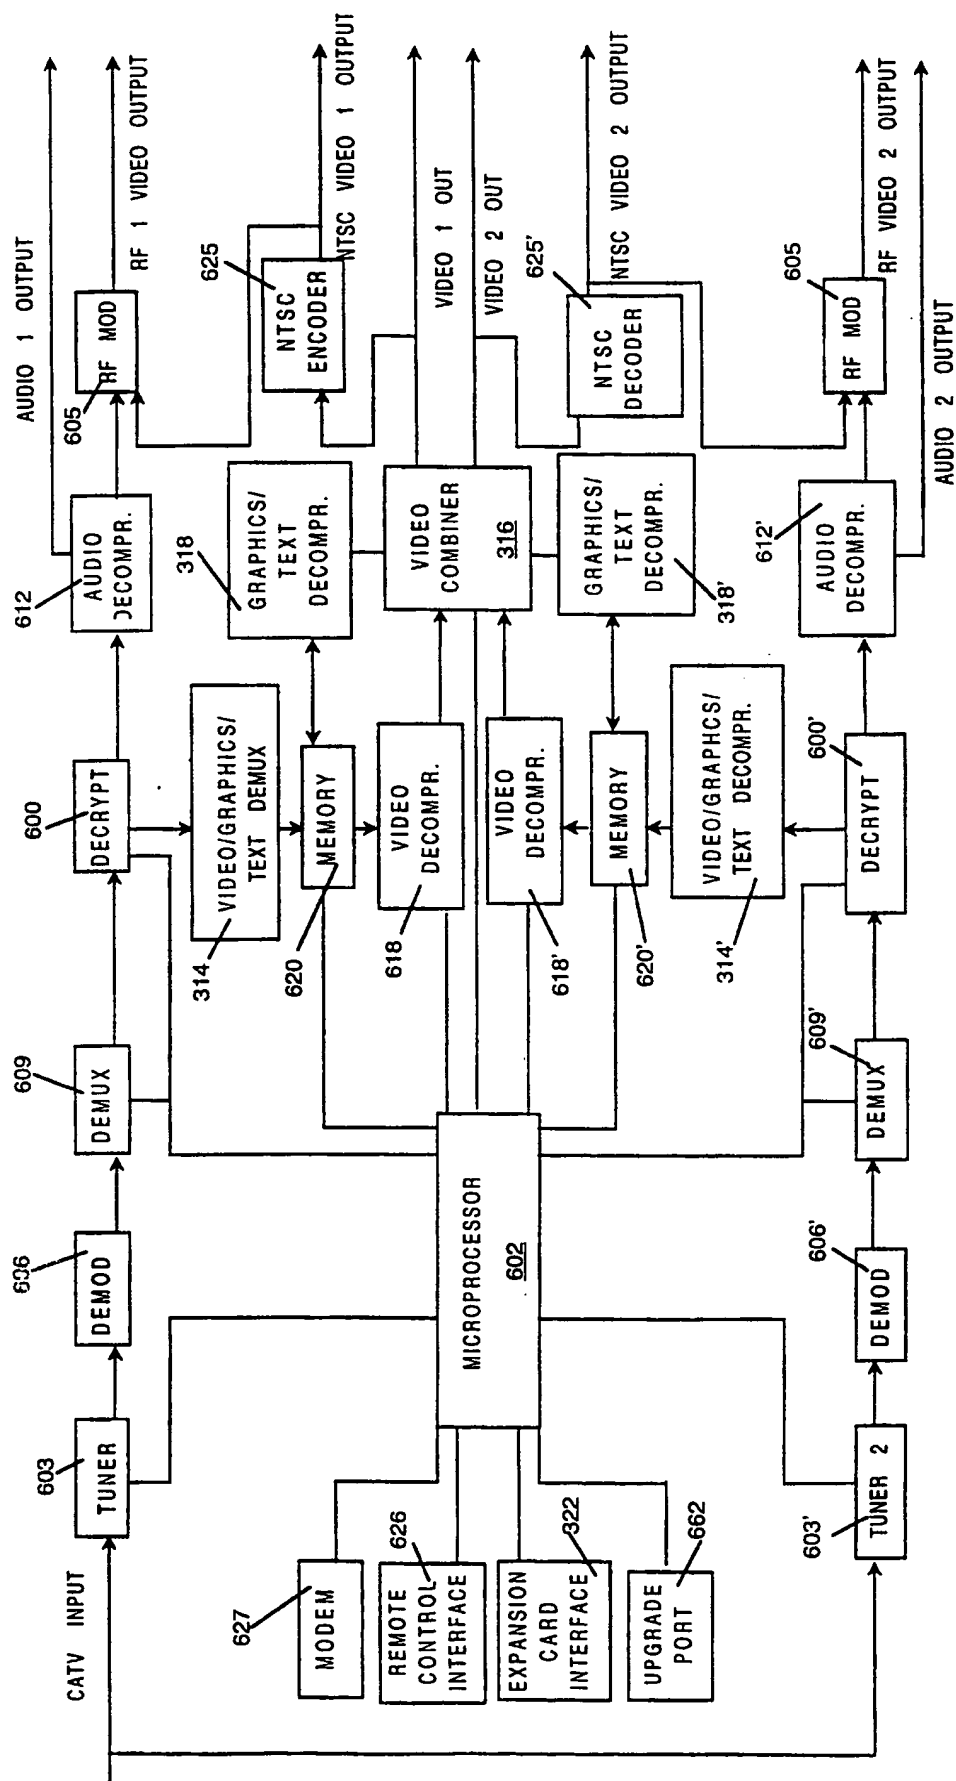 CATV INPUT
603
TUNER
606
DEMOD
609
DEMUX
600
DECRYPT
612
AUDIO
DECOMPR.
605
RF MOD
AUDIO 1 OUTPUT
RF 1 VIDEO OUTPUT
314
VIDEO/GRAPHICS/
TEXT DEMUX
318
GRAPHICS/
TEXT
DECOMPR.
625
NTSC
ENCODER
NTSC VIDEO 1 OUTPUT
627
MODEM
620
MEMORY
626
REMOTE
CONTROL
INTERFACE
618
VIDEO
DECOMPR.
VIDEO
COMBINER
316
VIDEO 1 OUT
VIDEO 2 OUT
MICROPROCESSOR
602
322
EXPANSION
CARD
INTERFACE
618'
VIDEO
DECOMPR.
662
UPGRADE
PORT
620'
MEMORY
318'
GRAPHICS/
TEXT
DECOMPR.
625'
NTSC
DECODER
NTSC VIDEO 2 OUTPUT
314'
VIDEO/GRAPHCS/
TEXT DECOMPR.
603'
TUNER 2
606'
DEMOD
609'
DEMUX
600'
DECRYPT
612'
AUDIO
DECOMPR.
605
RF MOD
RF VIDEO 2 OUTPUT
AUDIO 2 OUTPUT